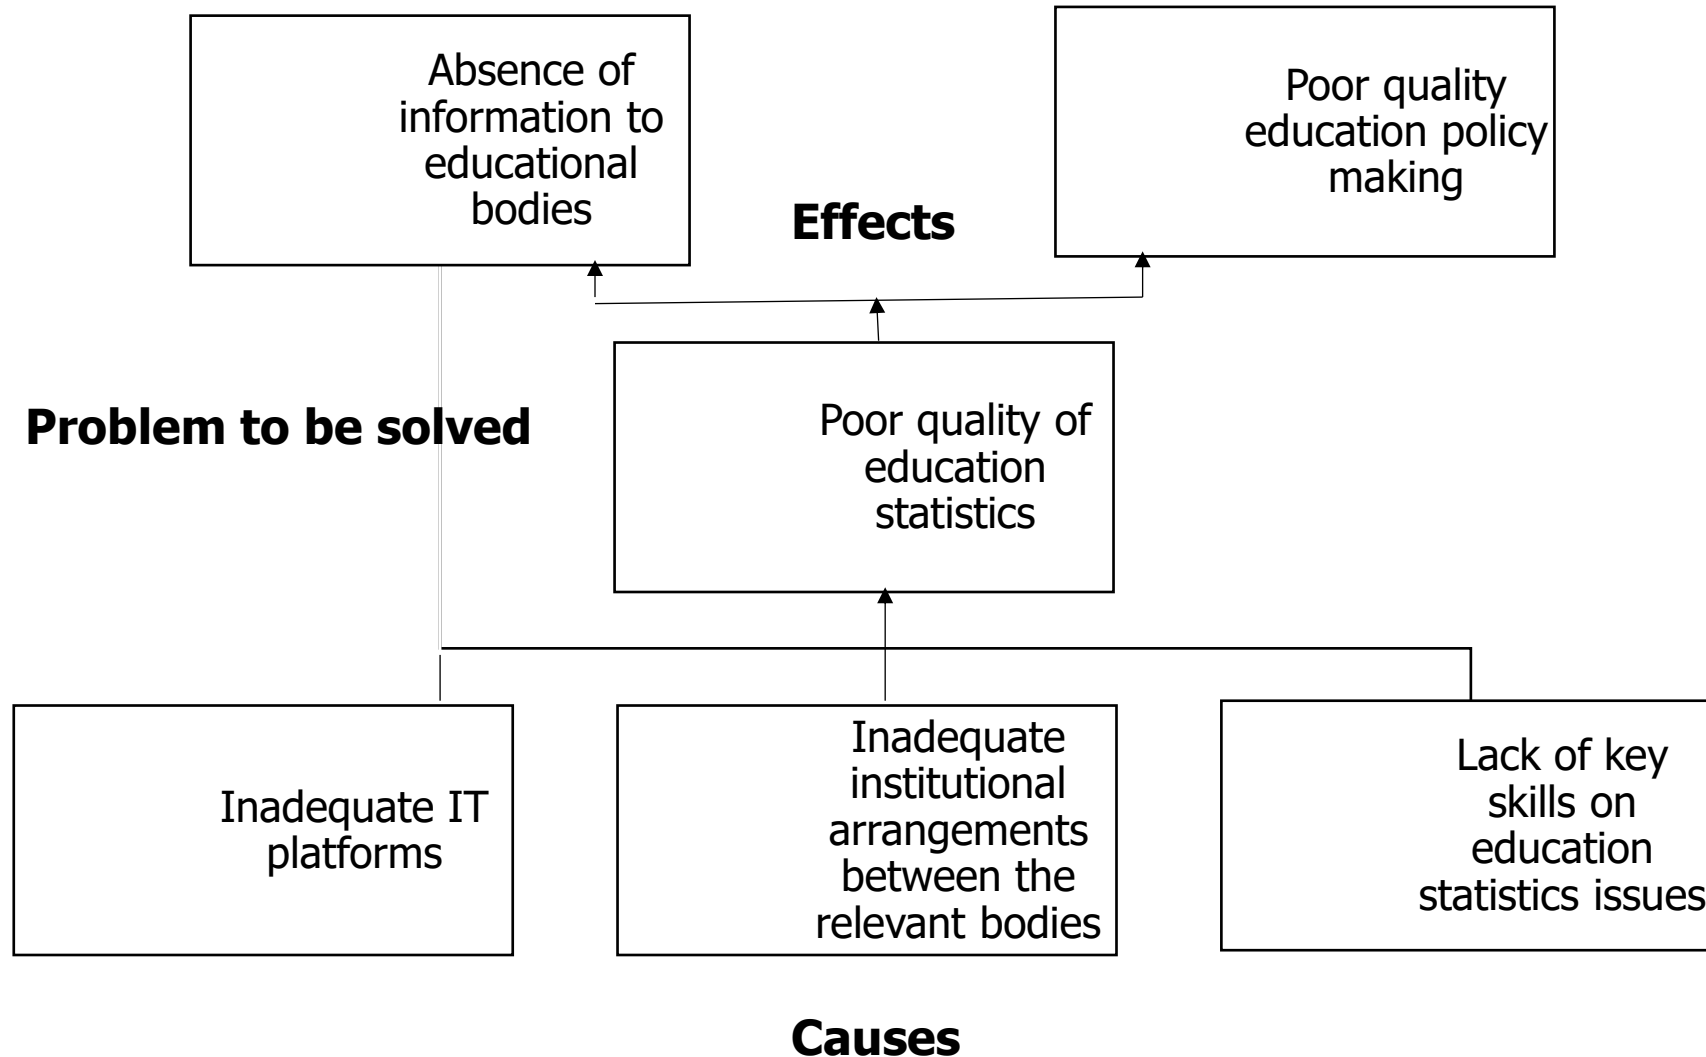 Absence of
information to
educational
bodies
Poor quality
education policy
making
Effects
Problem to be solved
Poor quality of
education
statistics
Inadequate IT
platforms
Inadequate
institutional
arrangements
between the
relevant bodies
Lack of key
skills on
education
statistics issues
Causes